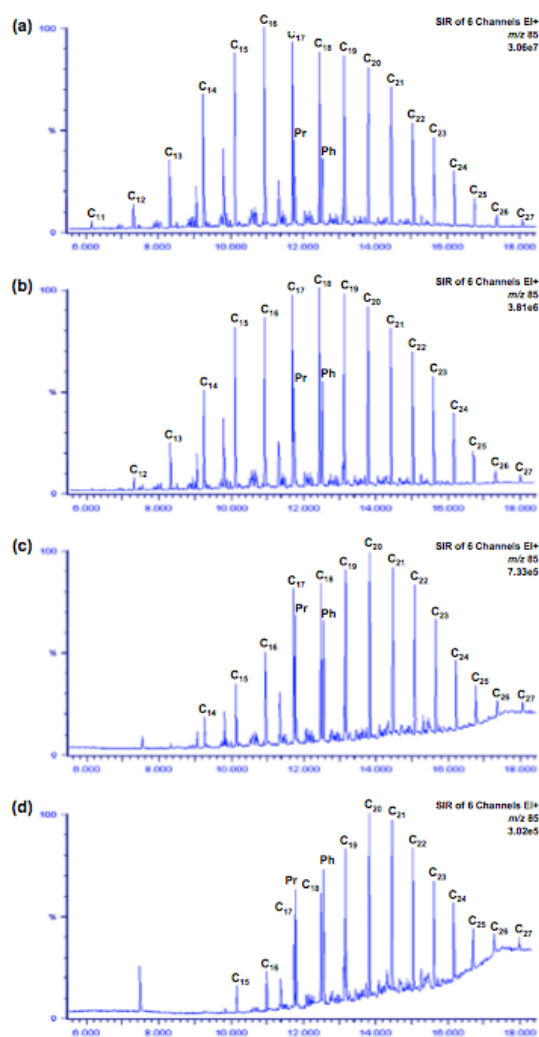 (a)
SIR of 6 Channels EI+
m/z 85
3.06e7
100
%
0
C11
C12
C13
C14
C15
C16
C17
Pr
C18
Ph
C19
C20
C21
C22
C23
C24
C25
C26
C27
6.000 8.000 10.000 12.000 14.000 16.000 18.000
(b)
SIR of 6 Channels EI+
m/z 85
3.81e6
100
%
0
C12
C13
C14
C15
C16
C17
Pr
C18
Ph
C19
C20
C21
C22
C23
C24
C25
C26
C27
6.000 8.000 10.000 12.000 14.000 16.000 18.000
(c)
SIR of 6 Channels EI+
m/z 85
7.33e5
100
%
0
C14
C15
C16
C17
Pr
C18
Ph
C19
C20
C21
C22
C23
C24
C25
C26
C27
6.000 8.000 10.000 12.000 14.000 16.000 18.000
(d)
SIR of 6 Channels EI+
m/z 85
3.02e5
100
%
0
C15
C16
C17
Pr
C18
Ph
C19
C20
C21
C22
C23
C24
C25
C26
C27
6.000 8.000 10.000 12.000 14.000 16.000 18.000